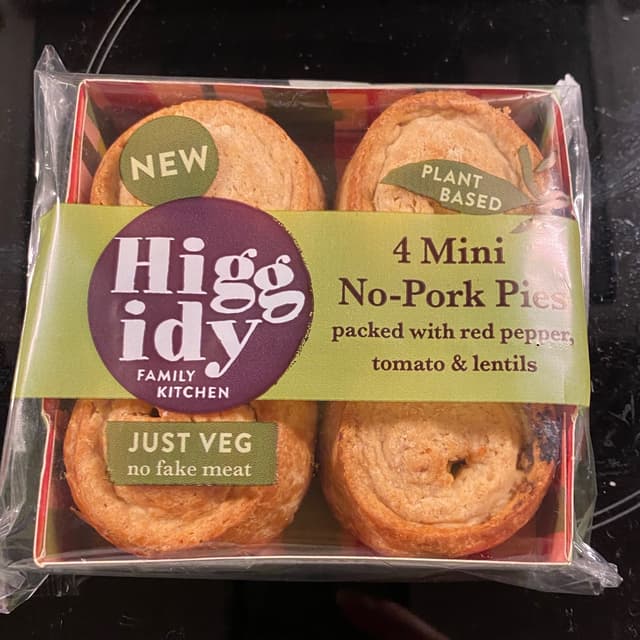 NEW
PLANT
BASED
Higg
idy
FAMILY
KITCHEN
4 Mini
No-Pork Pies
packed with red pepper,
tomato & lentils
JUST VEG
no fake meat